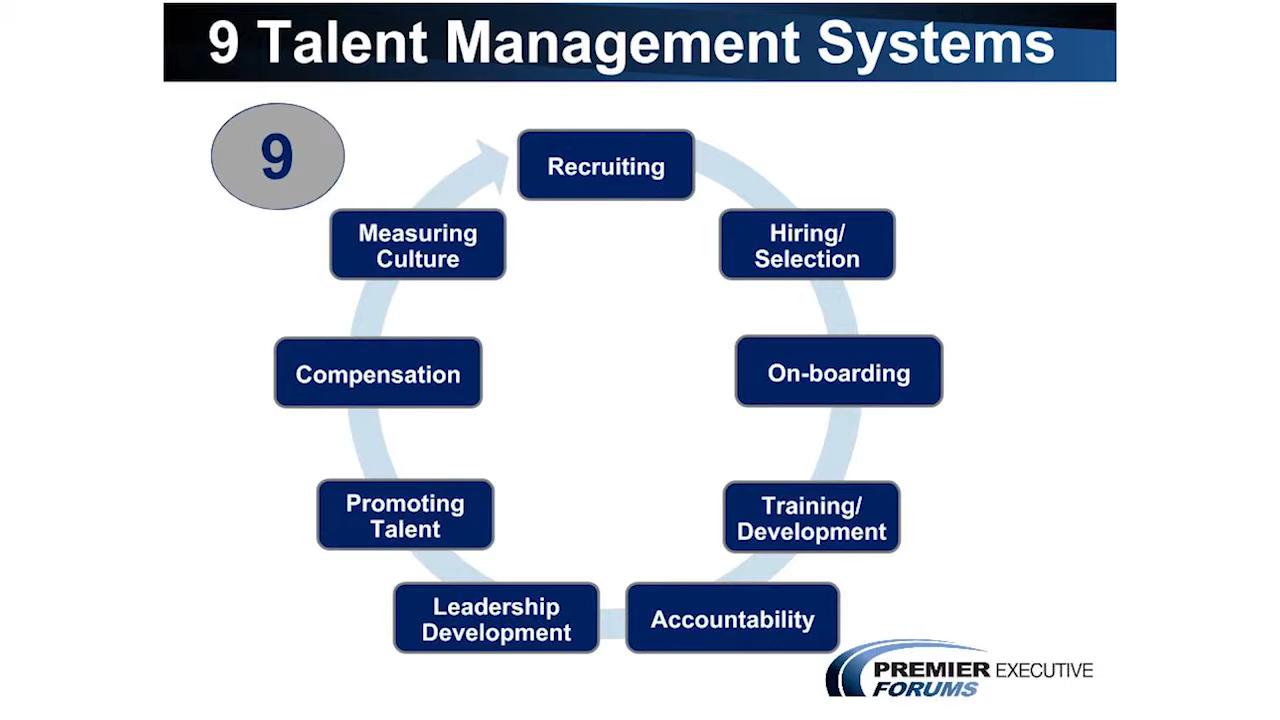 9 Talent Management Systems
9
Recruiting
Hiring/
Selection
On-boarding
Training/
Development
Accountability
Leadership
Development
Promoting
Talent
Compensation
Measuring
Culture
PREMIER EXECUTIVE
FORUMS